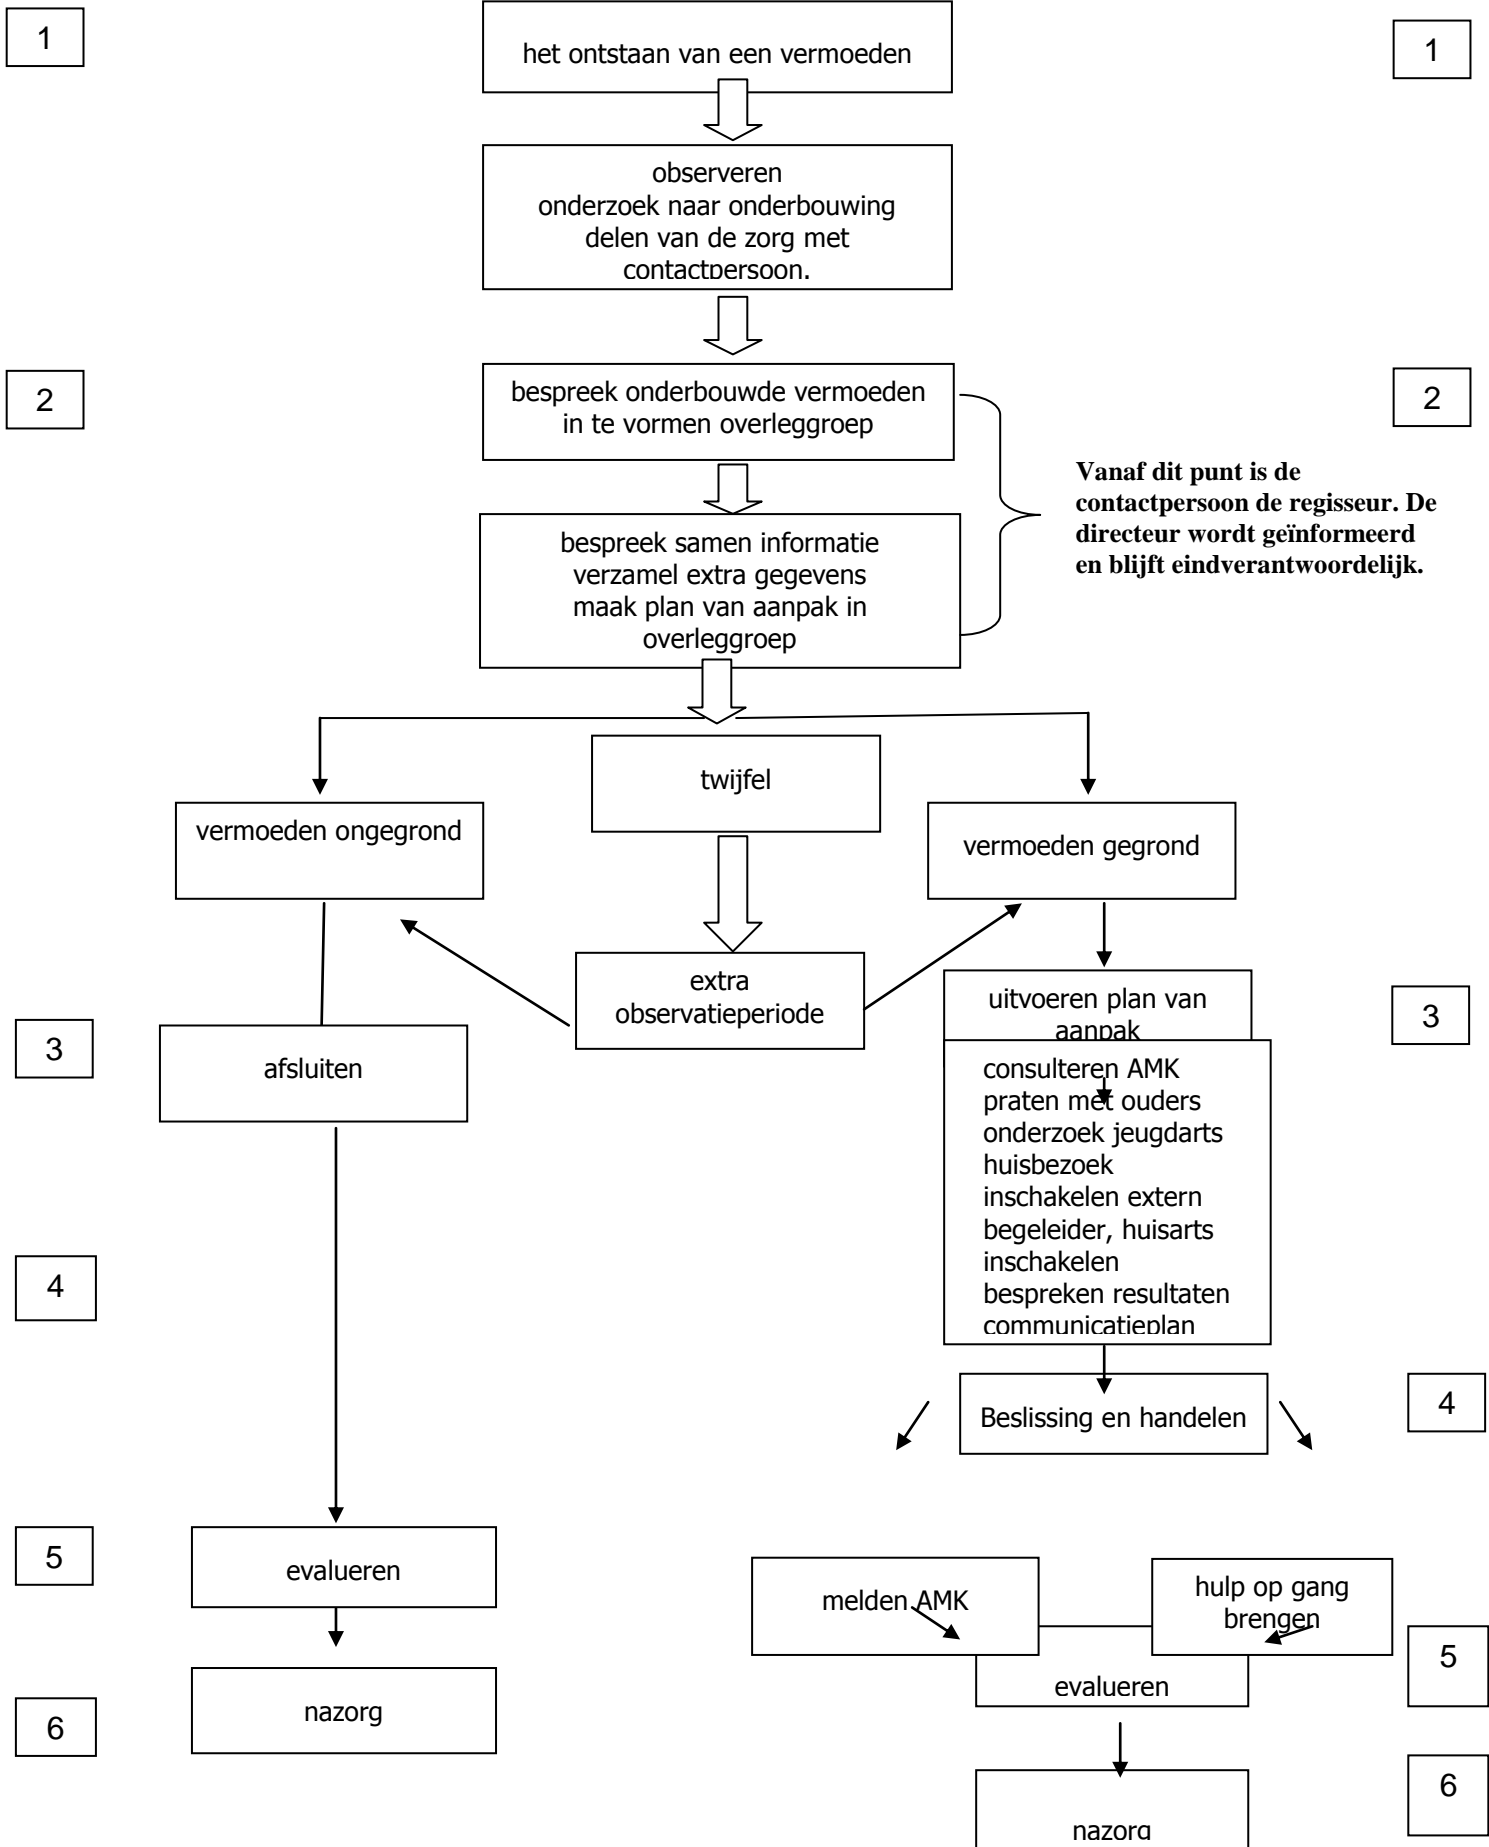 1
het ontstaan van een vermoeden
1
observeren
onderzoek naar onderbouwing
delen van de zorg met
contactpersoon.
2
bespreek onderbouwde vermoeden
in te vormen overleggroep
2
Vanaf dit punt is de
contactpersoon de regisseur. De
directeur wordt geïnformeerd
en blijft eindverantwoordelijk.
bespreek samen informatie
verzamel extra gegevens
maak plan van aanpak in
overleggroep
twijfel
vermoeden ongegrond
vermoeden gegrond
extra
observatieperiode
uitvoeren plan van
aanpak
3
3
afsluiten
consulteren AMK
praten met ouders
onderzoek jeugdarts
huisbezoek
inschakelen extern
begeleider, huisarts
inschakelen
bespreken resultaten
communicatieplan
4
Beslissing en handelen
4
5
evalueren
melden AMK
hulp op gang
brengen
5
evalueren
6
nazorg
6
nazorg